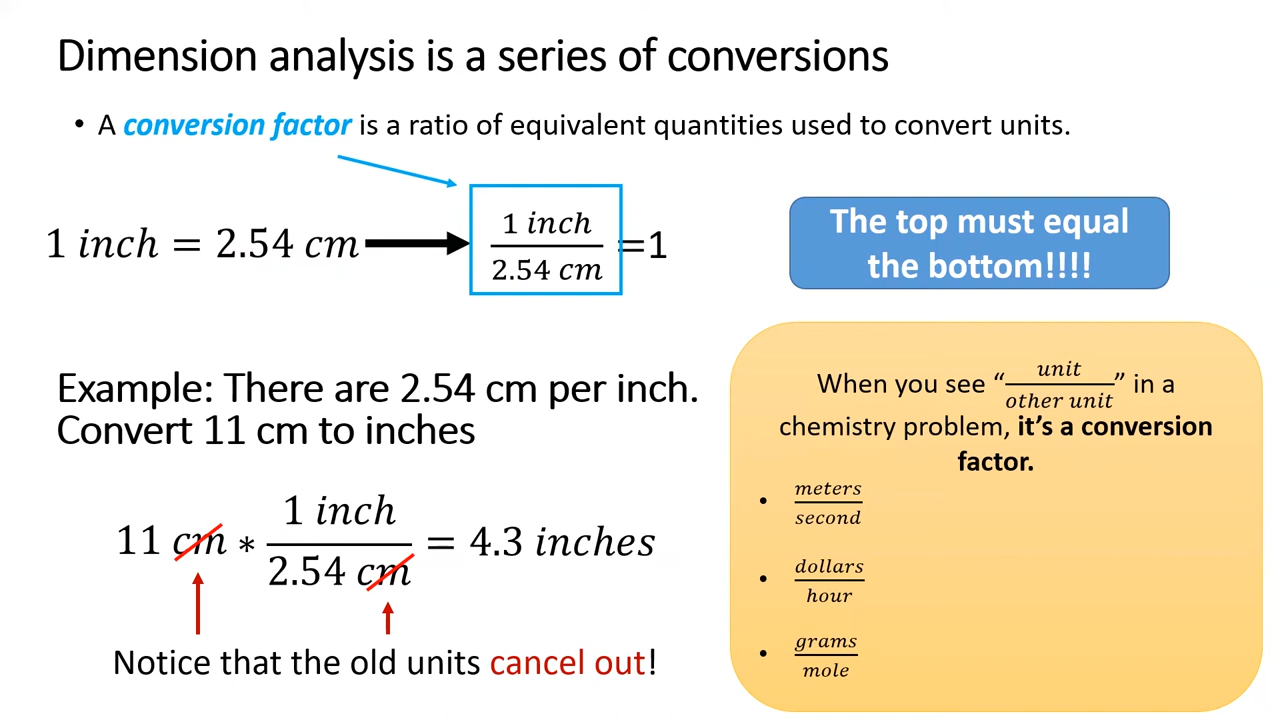 Dimension analysis is a series of conversions
• A conversion factor is a ratio of equivalent quantities used to convert units.
1 inch = 2.54 cm
1 inch
2.54 cm
=1
The top must equal
the bottom!!!!
Example: There are 2.54 cm per inch.
Convert 11 cm to inches
11 cm * 1 inch / 2.54 cm = 4.3 inches
Notice that the old units cancel out!
When you see “unit / other unit” in a
chemistry problem, it’s a conversion
factor.
• meters / second
• dollars / hour
• grams / mole